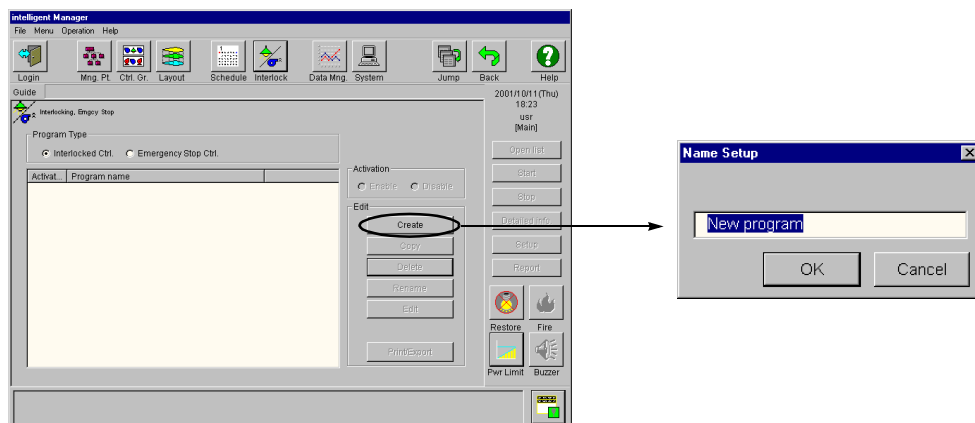 intelligent Manager
File Menu Operation Help
Login Mng. Pt. Ctrl. Gr. Layout Schedule Interlock Data Mng. System Jump Back Help
Guide
2001/10/11(Thu)
18:23
usr
[Main]
Interlocking, Emgcy Stop
Program Type
Interlocked Ctrl. Emergency Stop Ctrl.
Activat... Program name
Activation
Enable Disable
Edit
Create
Copy
Delete
Rename
Edit
Print/Export
Open list
Start
Stop
Detailed info
Setup
Report
Restore Fire
Pwr Limit Buzzer
Name Setup
New program
OK Cancel